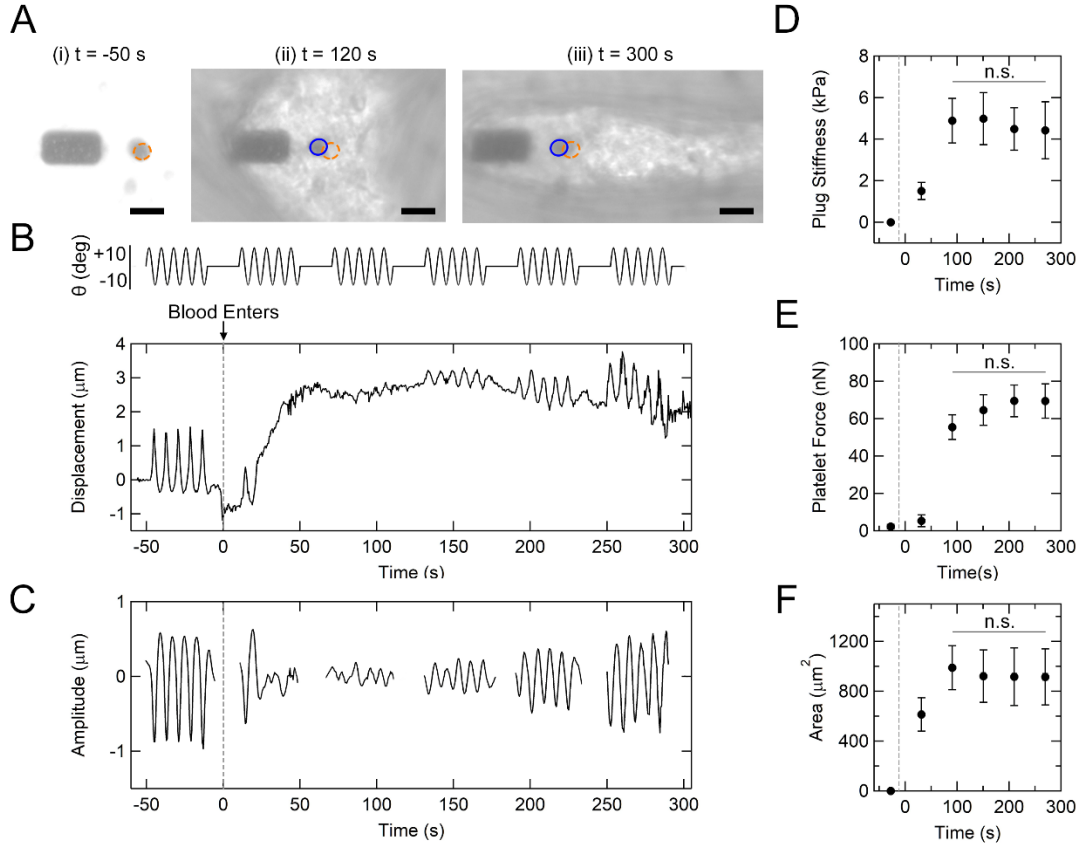 A
(i) t = -50 s
(ii) t = 120 s
(iii) t = 300 s
B
θ (deg)
+10
-10
Blood Enters
Displacement (μm)
4
3
2
1
0
-1
-50
0
50
100
150
200
250
300
Time (s)
C
Amplitude (μm)
1
0
-1
-50
0
50
100
150
200
250
300
Time (s)
D
Plug Stiffness (kPa)
8
6
4
2
0
n.s.
0
100
200
300
Time (s)
E
Platelet Force (nN)
100
80
60
40
20
0
n.s.
0
100
200
300
Time(s)
F
Area (μm²)
1200
800
400
0
n.s.
0
100
200
300
Time (s)